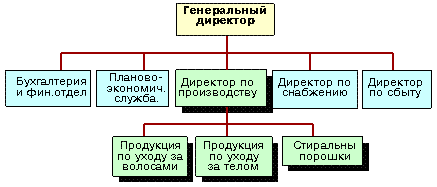 Генеральный
директор
Бухгалтерия
и фин.отдел
Планово-
экономич.
служба.
Директор по
производству
Директор по
снабжению
Директор
по сбыту
Продукция
по уходу за
волосами
Продукция
по уходу
за телом
Стиральны
порошки